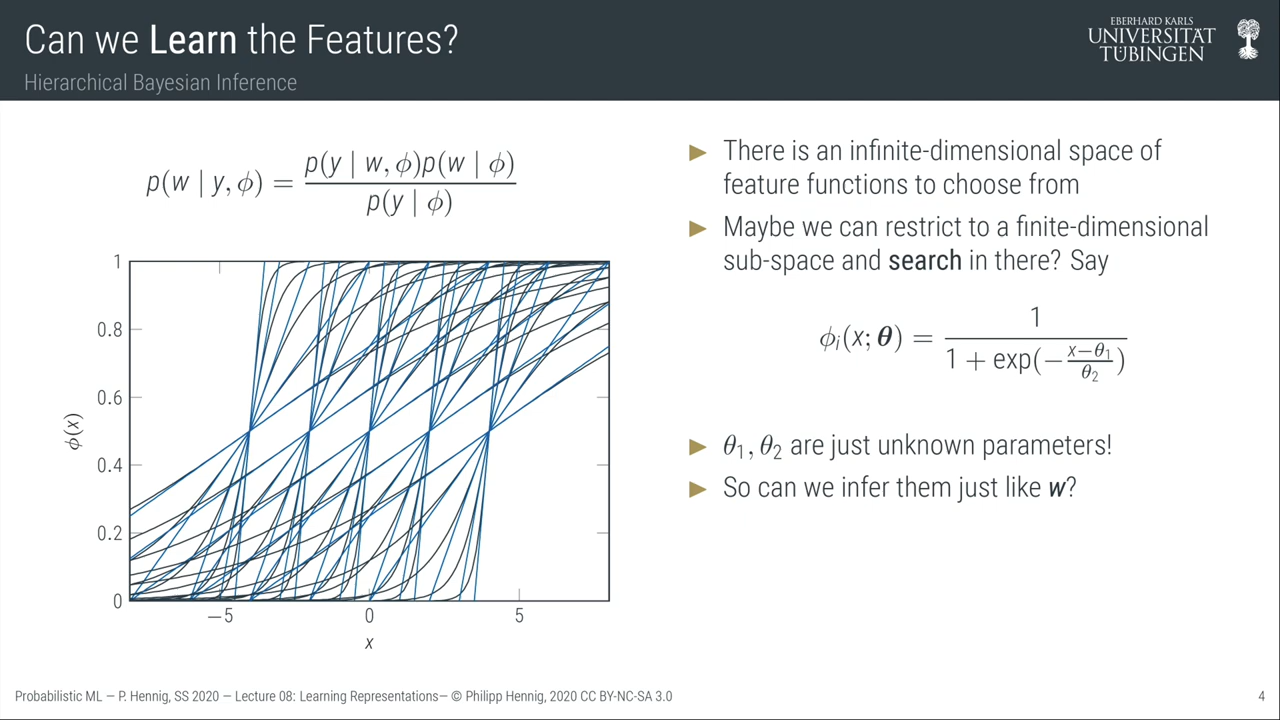 Can we Learn the Features?
Hierarchical Bayesian Inference
EBERHARD KARLS
UNIVERSITÄT
TÜBINGEN
p(w | y, ϕ) = p(y | w, ϕ)p(w | ϕ) / p(y | ϕ)
1
0.8
0.6
0.4
0.2
0
ϕ(x)
−5 0 5
x
► There is an infinite-dimensional space of
feature functions to choose from
► Maybe we can restrict to a finite-dimensional
sub-space and search in there? Say
ϕᵢ(x; θ) = 1 / (1 + exp(−(x−θ₁)/θ₂))
► θ₁, θ₂ are just unknown parameters!
► So can we infer them just like w?
Probabilistic ML — P. Hennig, SS 2020 — Lecture 08: Learning Representations— © Philipp Hennig, 2020 CC BY-NC-SA 3.0
4